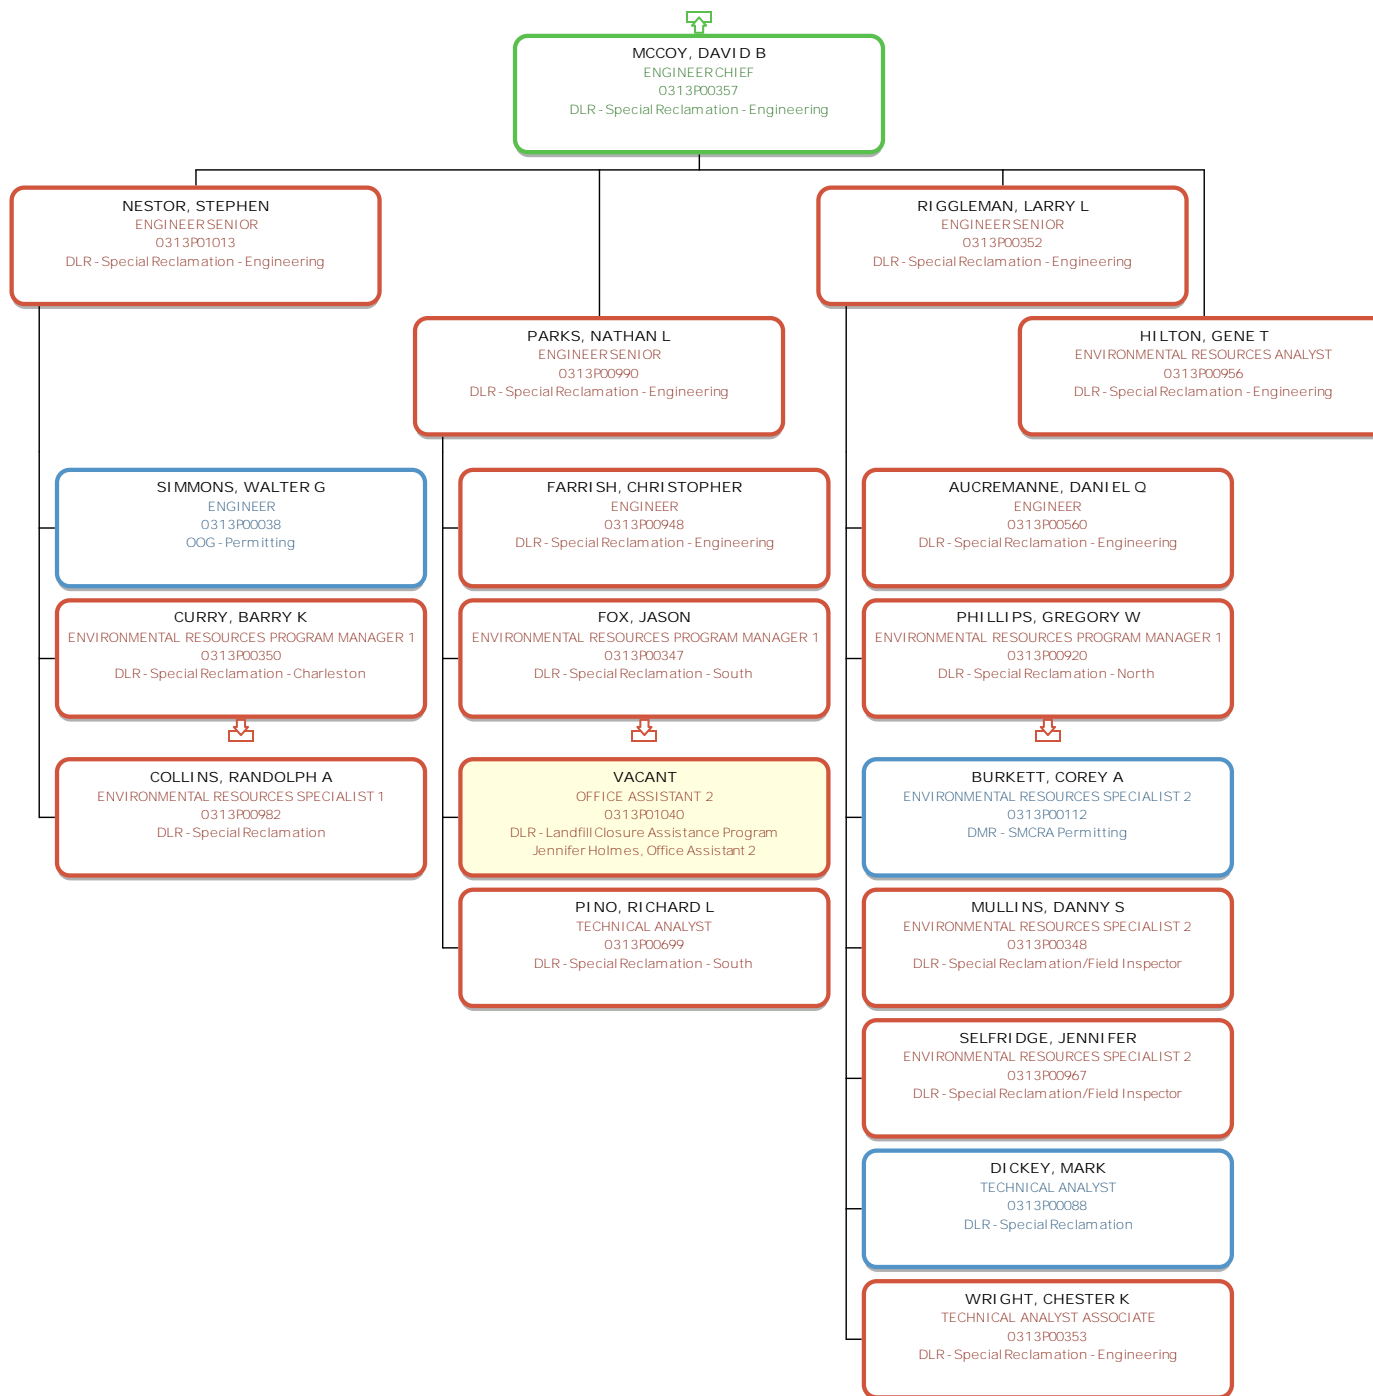 MCCOY, DAVID B
ENGINEER CHIEF
0313P00357
DLR - Special Reclamation - Engineering
NESTOR, STEPHEN
ENGINEER SENIOR
0313P01013
DLR - Special Reclamation - Engineering
RIGGLEMAN, LARRY L
ENGINEER SENIOR
0313P00352
DLR - Special Reclamation - Engineering
PARKS, NATHAN L
ENGINEER SENIOR
0313P00990
DLR - Special Reclamation - Engineering
HILTON, GENE T
ENVIRONMENTAL RESOURCES ANALYST
0313P00956
DLR - Special Reclamation - Engineering
SIMMONS, WALTER G
ENGINEER
0313P00038
OOG - Permitting
FARRISH, CHRISTOPHER
ENGINEER
0313P00948
DLR - Special Reclamation - Engineering
AUCREMANNE, DANIEL Q
ENGINEER
0313P00560
DLR - Special Reclamation - Engineering
CURRY, BARRY K
ENVIRONMENTAL RESOURCES PROGRAM MANAGER 1
0313P00350
DLR - Special Reclamation - Charleston
FOX, JASON
ENVIRONMENTAL RESOURCES PROGRAM MANAGER 1
0313P00347
DLR - Special Reclamation - South
PHILLIPS, GREGORY W
ENVIRONMENTAL RESOURCES PROGRAM MANAGER 1
0313P00920
DLR - Special Reclamation - North
COLLINS, RANDOLPH A
ENVIRONMENTAL RESOURCES SPECIALIST 1
0313P00982
DLR - Special Reclamation
VACANT
OFFICE ASSISTANT 2
0313P01040
DLR - Landfill Closure Assistance Program
Jennifer Holmes, Office Assistant 2
BURKETT, COREY A
ENVIRONMENTAL RESOURCES SPECIALIST 2
0313P00112
DMR - SMCRA Permitting
PINO, RICHARD L
TECHNICAL ANALYST
0313P00699
DLR - Special Reclamation - South
MULLINS, DANNY S
ENVIRONMENTAL RESOURCES SPECIALIST 2
0313P00348
DLR - Special Reclamation/Field Inspector
SELFRIDGE, JENNIFER
ENVIRONMENTAL RESOURCES SPECIALIST 2
0313P00967
DLR - Special Reclamation/Field Inspector
DICKEY, MARK
TECHNICAL ANALYST
0313P00088
DLR - Special Reclamation
WRIGHT, CHESTER K
TECHNICAL ANALYST ASSOCIATE
0313P00353
DLR - Special Reclamation - Engineering